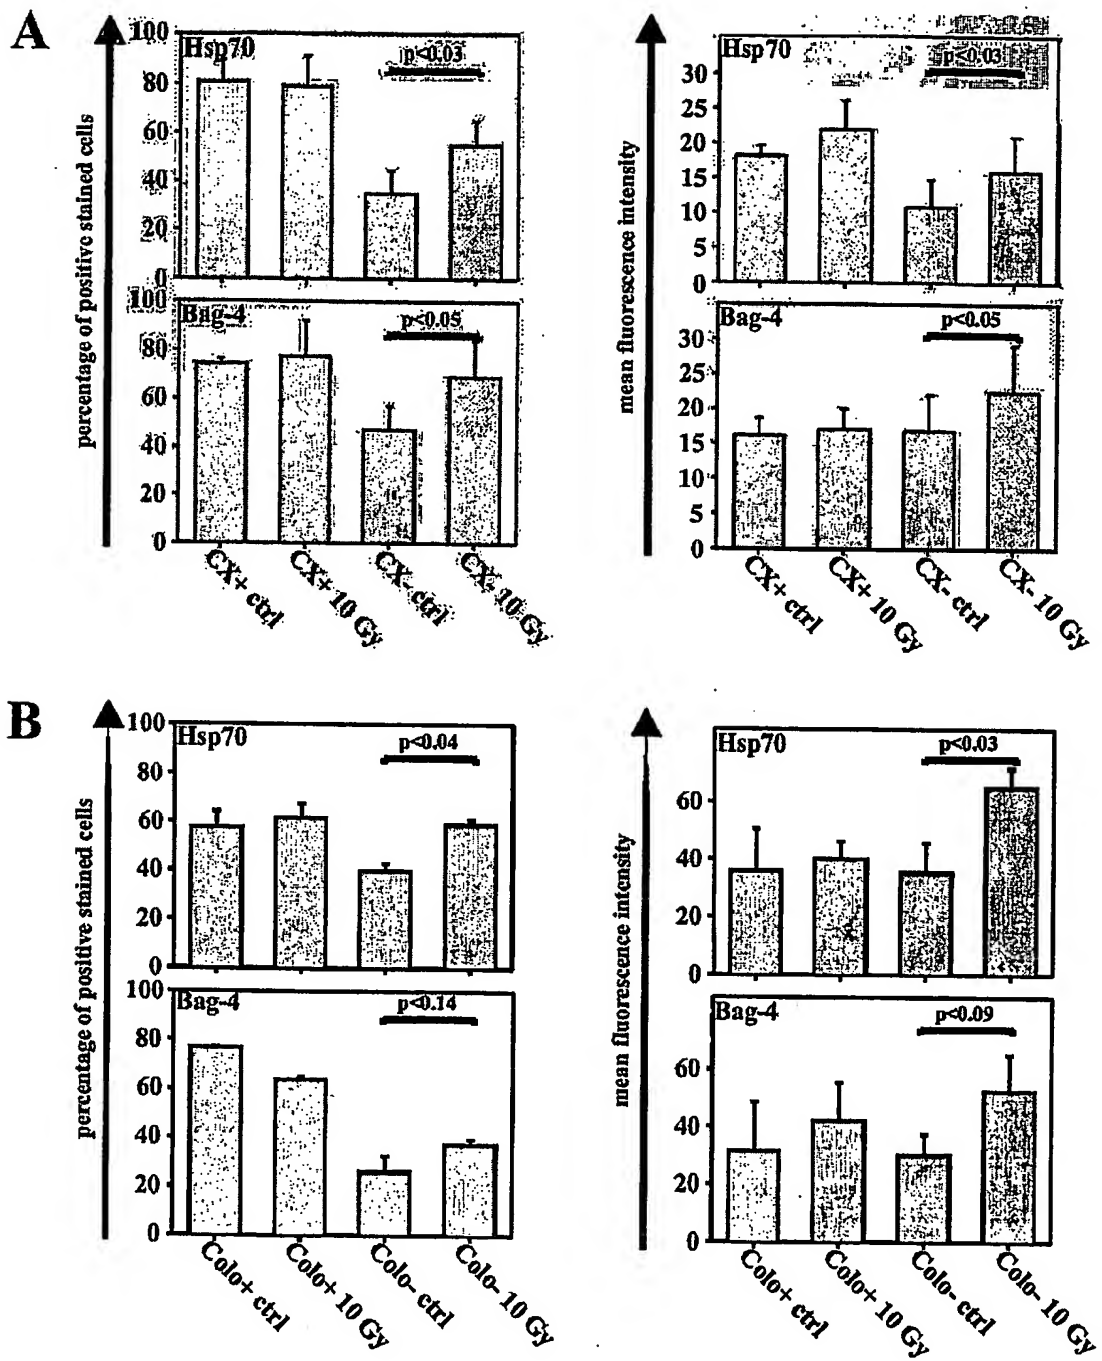 A
percentage of positive stained cells
100
80
60
40
20
0
Hsp70
p<0.03
100
80
60
40
20
0
Bag-4
p<0.05
CX+ ctrl
CX+ 10 Gy
CX- ctrl
CX- 10 Gy
mean fluorescence intensity
30
25
20
15
10
5
0
Hsp70
p<0.03
30
25
20
15
10
5
0
Bag-4
p<0.05
CX+ ctrl
CX+ 10 Gy
CX- ctrl
CX- 10 Gy
B
percentage of positive stained cells
100
80
60
40
20
0
Hsp70
p<0.04
100
80
60
40
20
0
Bag-4
p<0.14
Colo+ ctrl
Colo+ 10 Gy
Colo- ctrl
Colo- 10 Gy
mean fluorescence intensity
60
40
20
0
Hsp70
p<0.03
60
40
20
0
Bag-4
p<0.09
Colo+ ctrl
Colo+ 10 Gy
Colo- ctrl
Colo- 10 Gy